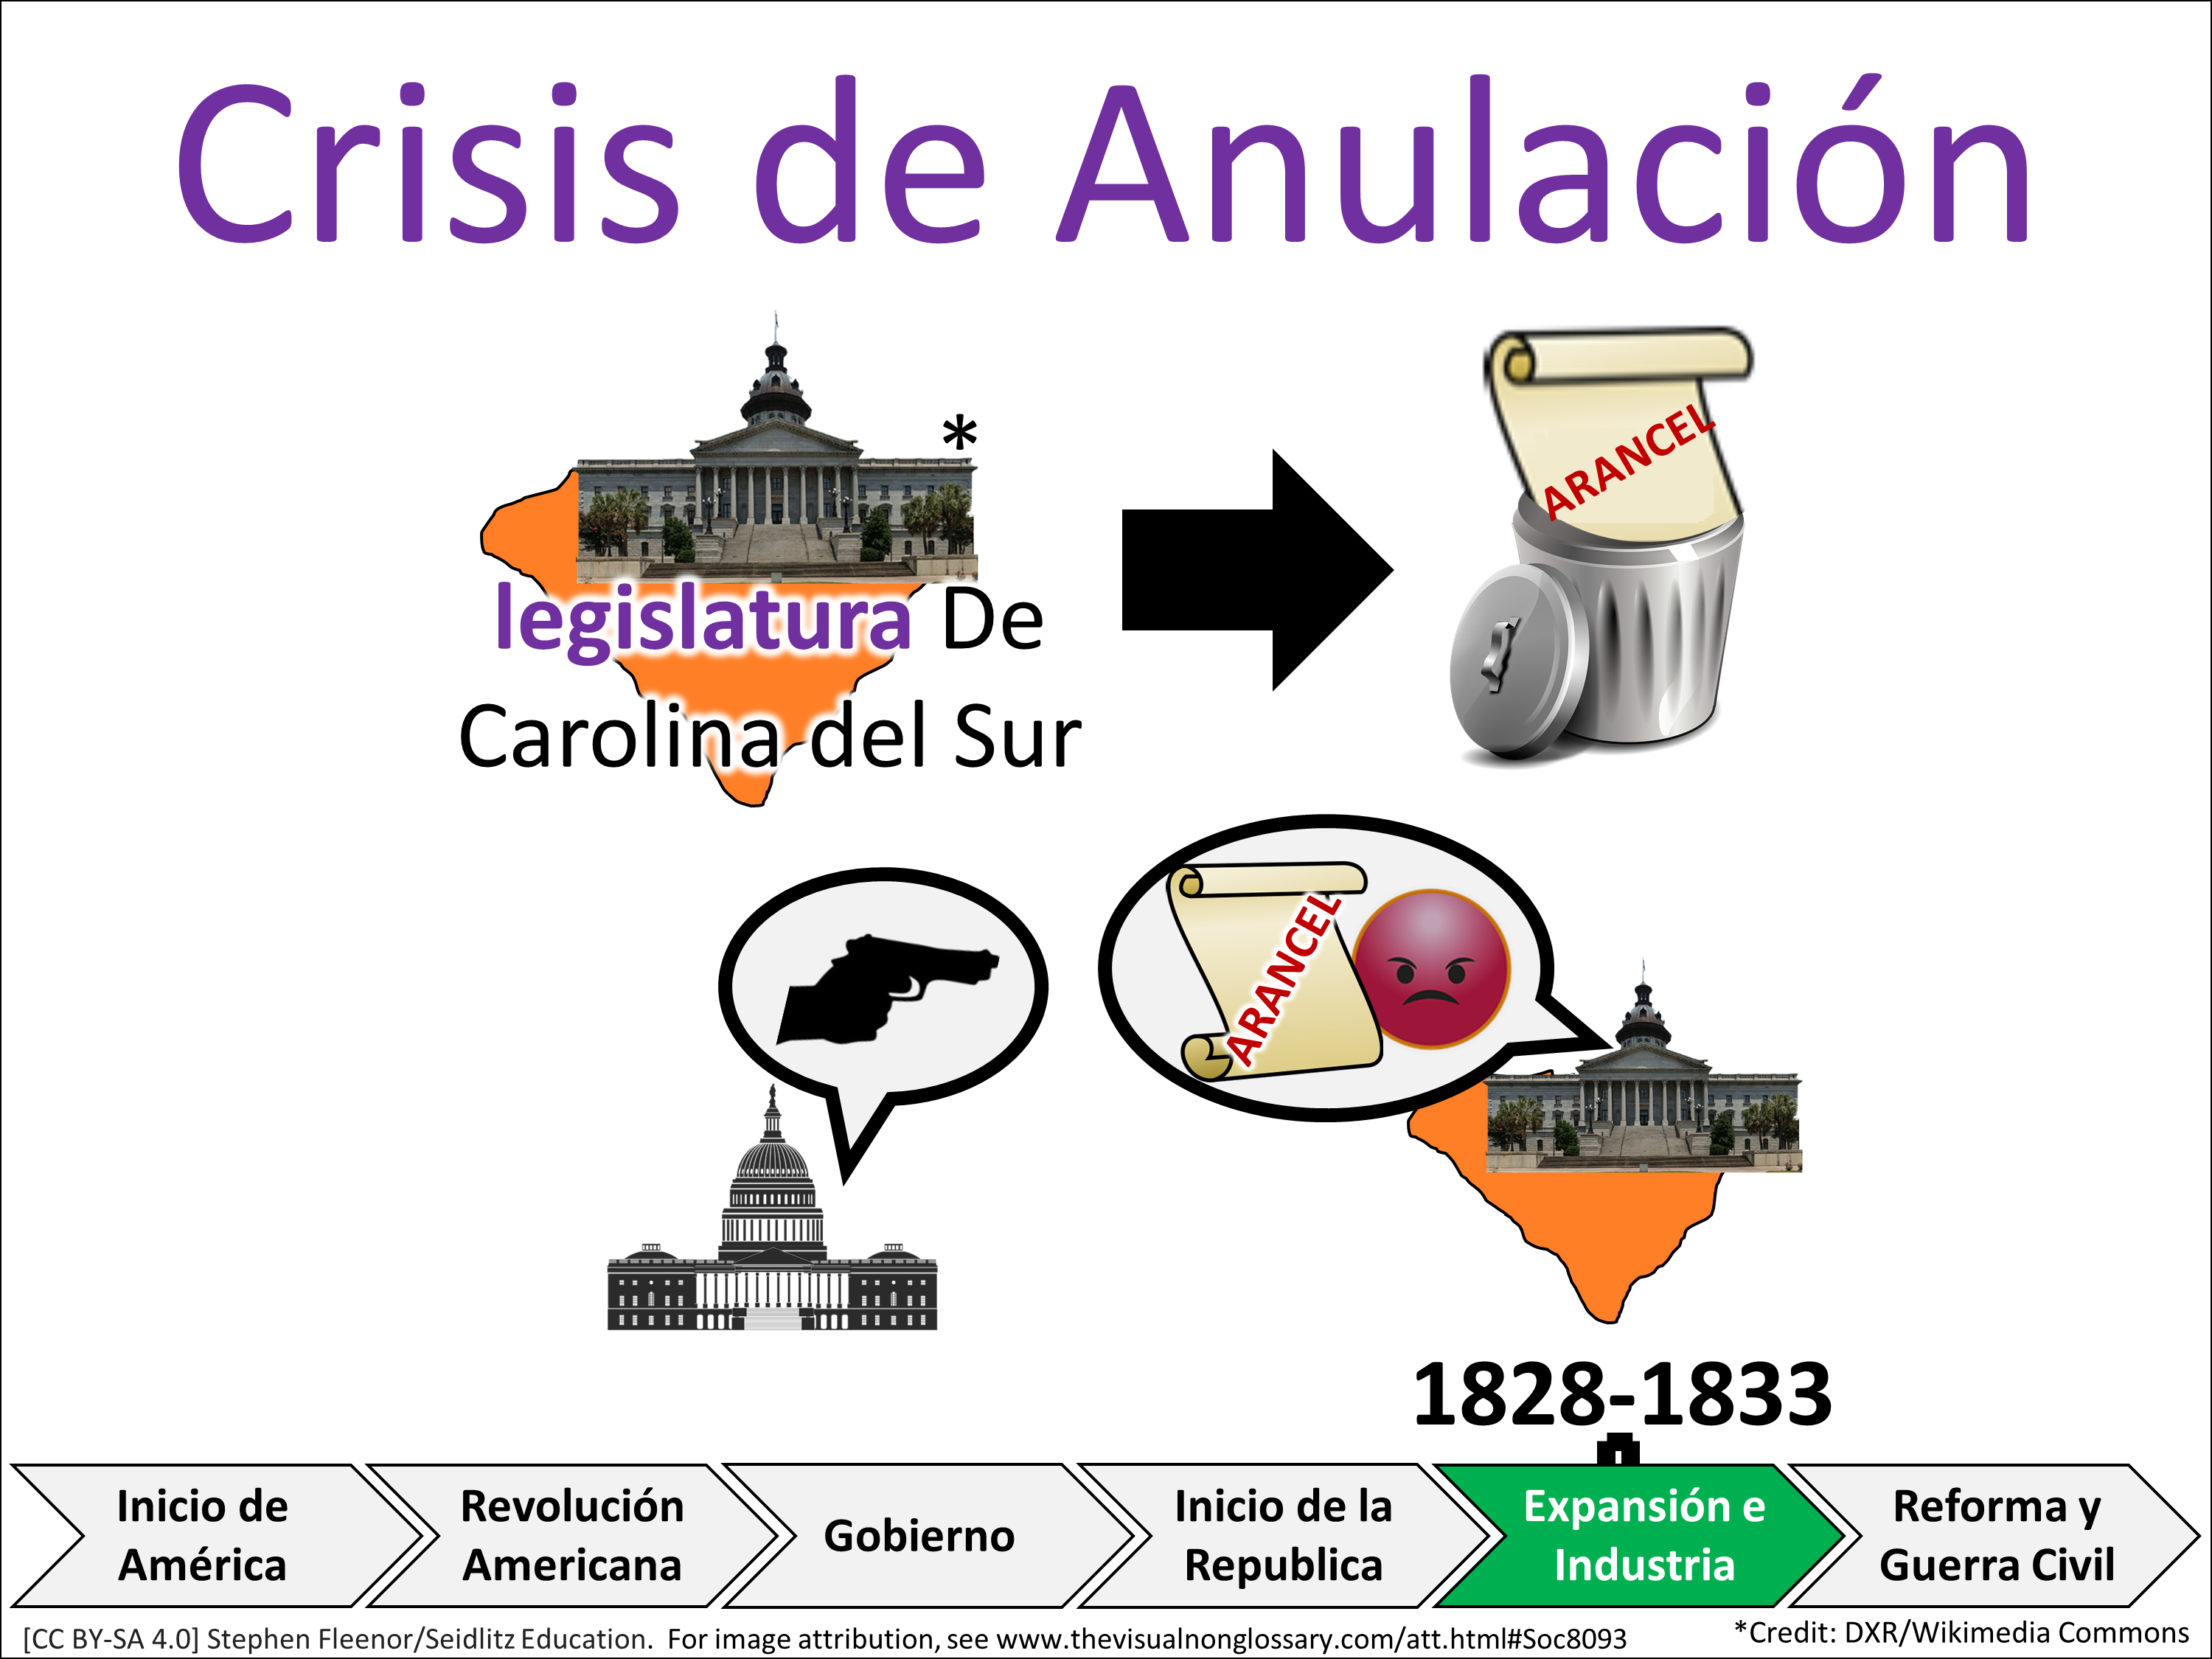 Crisis de Anulación
*
ARANCEL
legislatura De
Carolina del Sur
ARANCEL
1828-1833
Inicio de
América
Revolución
Americana
Gobierno
Inicio de la
Republica
Expansión e
Industria
Reforma y
Guerra Civil
[CC BY-SA 4.0] Stephen Fleenor/Seidlitz Education. For image attribution, see www.thevisualnonglossary.com/att.html#Soc8093
*Credit: DXR/Wikimedia Commons